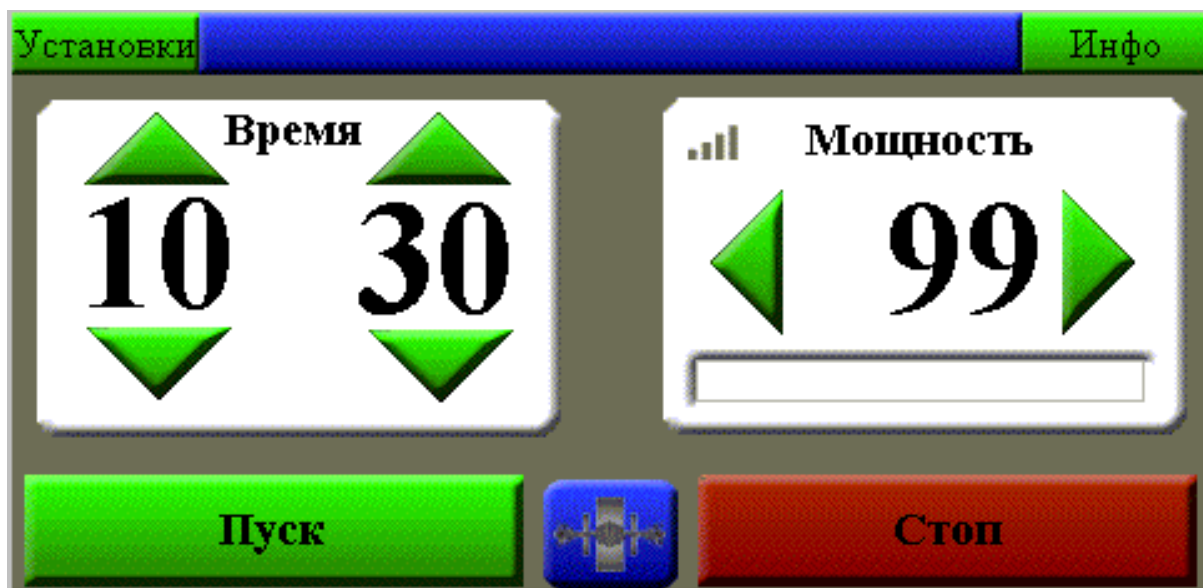 Установки
Инфо
Время
10 30
Мощность
99
Пуск
Стоп